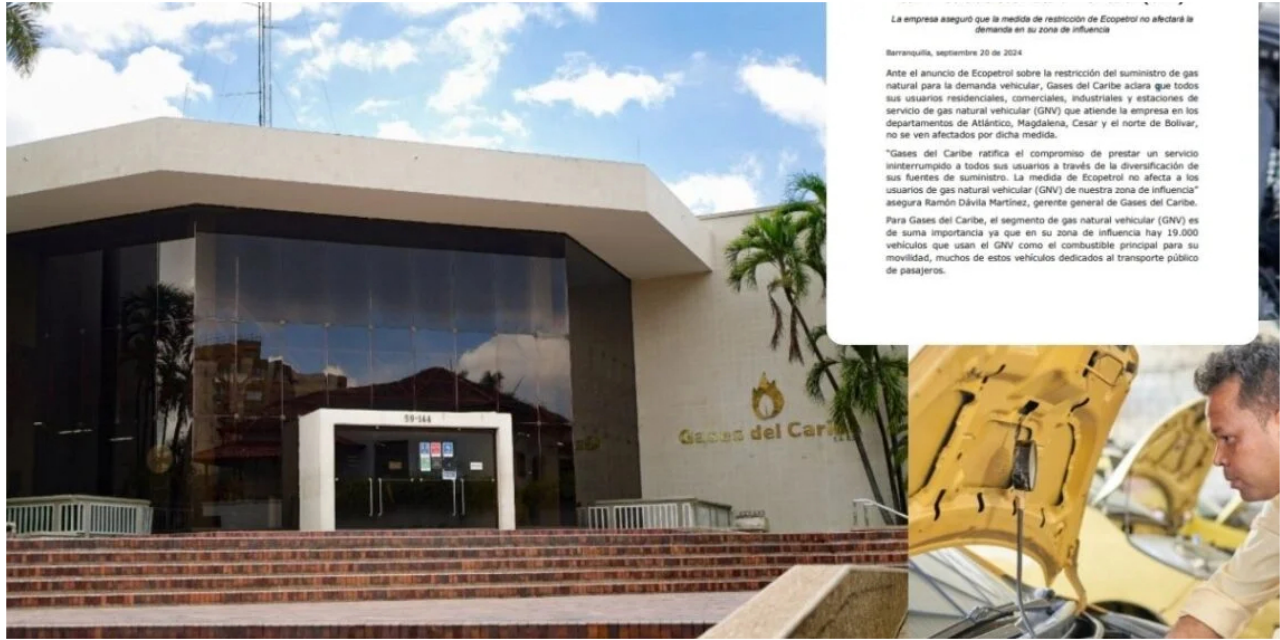 59-144
Gases del Cari
La empresa aseguró que la medida de restricción de Ecopetrol no afectará la
demanda en su zona de influencia
Barranquilla, septiembre 20 de 2024
Ante el anuncio de Ecopetrol sobre la restricción del suministro de gas
natural para la demanda vehicular, Gases del Caribe aclara que todos
sus usuarios residenciales, comerciales, industriales y estaciones de
servicio de gas natural vehicular (GNV) que atiende la empresa en los
departamentos de Atlántico, Magdalena, Cesar y el norte de Bolivar,
no se ven afectados por dicha medida.
"Gases del Caribe ratifica el compromiso de prestar un servicio
ininterrumpido a todos sus usuarios a través de la diversificación de
sus fuentes de suministro. La medida de Ecopetrol no afecta a los
usuarios de gas natural vehicular (GNV) de nuestra zona de influencia"
asegura Ramón Dávila Martínez, gerente general de Gases del Caribe.
Para Gases del Caribe, el segmento de gas natural vehicular (GNV) es
de suma importancia ya que en su zona de influencia hay 19.000
vehículos que usan el GNV como el combustible principal para su
movilidad, muchos de estos vehículos dedicados al transporte público
de pasajeros.